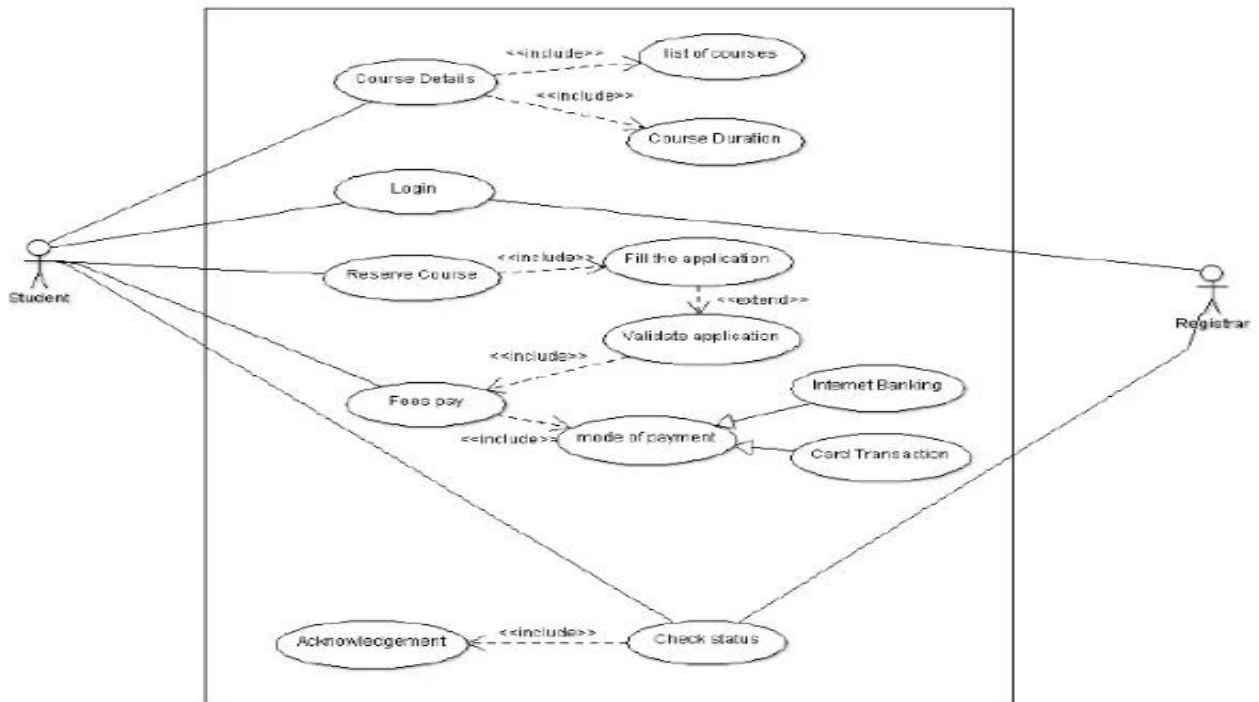 <<include>>
list of courses
Course Details
<<include>>
Course Duration
Login
Reserve Course
<<include>>
Fill the application
Student
<<extend>>
Registrar
Validate application
<<include>>
Internet Banking
Fees pay
<<include>>
mode of payment
Card Transaction
Acknowledgement
<<include>>
Check status